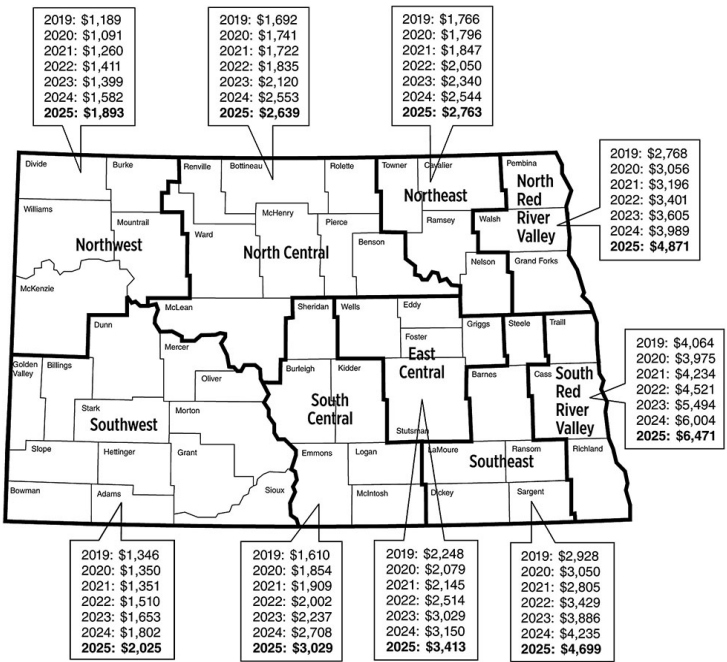 2019: $1,189
2020: $1,091
2021: $1,260
2022: $1,411
2023: $1,399
2024: $1,582
2025: $1,893
2019: $1,692
2020: $1,741
2021: $1,722
2022: $1,835
2023: $2,120
2024: $2,553
2025: $2,639
2019: $1,766
2020: $1,796
2021: $1,847
2022: $2,050
2023: $2,340
2024: $2,544
2025: $2,763
2019: $2,768
2020: $3,056
2021: $3,196
2022: $3,401
2023: $3,605
2024: $3,989
2025: $4,871
Divide
Burke
Renville
Bottineau
Rolette
Towner
Cavalier
Pembina
Northeast
North
Red
River
Valley
Williams
Mountrail
Northwest
Ward
McHenry
Pierce
North Central
Benson
Ramsey
Walsh
Nelson
Grand Forks
McKenzie
McLean
Dunn
Sheridan
Wells
Eddy
Foster
Griggs
Steele
Traill
East
Central
Mercer
Oliver
Golden
Valley
Billings
Burleigh
Kidder
South
Central
Stutsman
Barnes
Cass
South
Red
River
Valley
2019: $4,064
2020: $3,975
2021: $4,234
2022: $4,521
2023: $5,494
2024: $6,004
2025: $6,471
Stark
Southwest
Morton
Slope
Hettinger
Grant
Bowman
Adams
Sioux
Emmons
Logan
McIntosh
LaMoure
Ransom
Richland
Southeast
Dickey
Sargent
2019: $1,346
2020: $1,350
2021: $1,351
2022: $1,510
2023: $1,653
2024: $1,802
2025: $2,025
2019: $1,610
2020: $1,854
2021: $1,909
2022: $2,002
2023: $2,237
2024: $2,708
2025: $3,029
2019: $2,248
2020: $2,079
2021: $2,145
2022: $2,514
2023: $3,029
2024: $3,150
2025: $3,413
2019: $2,928
2020: $3,050
2021: $2,805
2022: $3,429
2023: $3,886
2024: $4,235
2025: $4,699